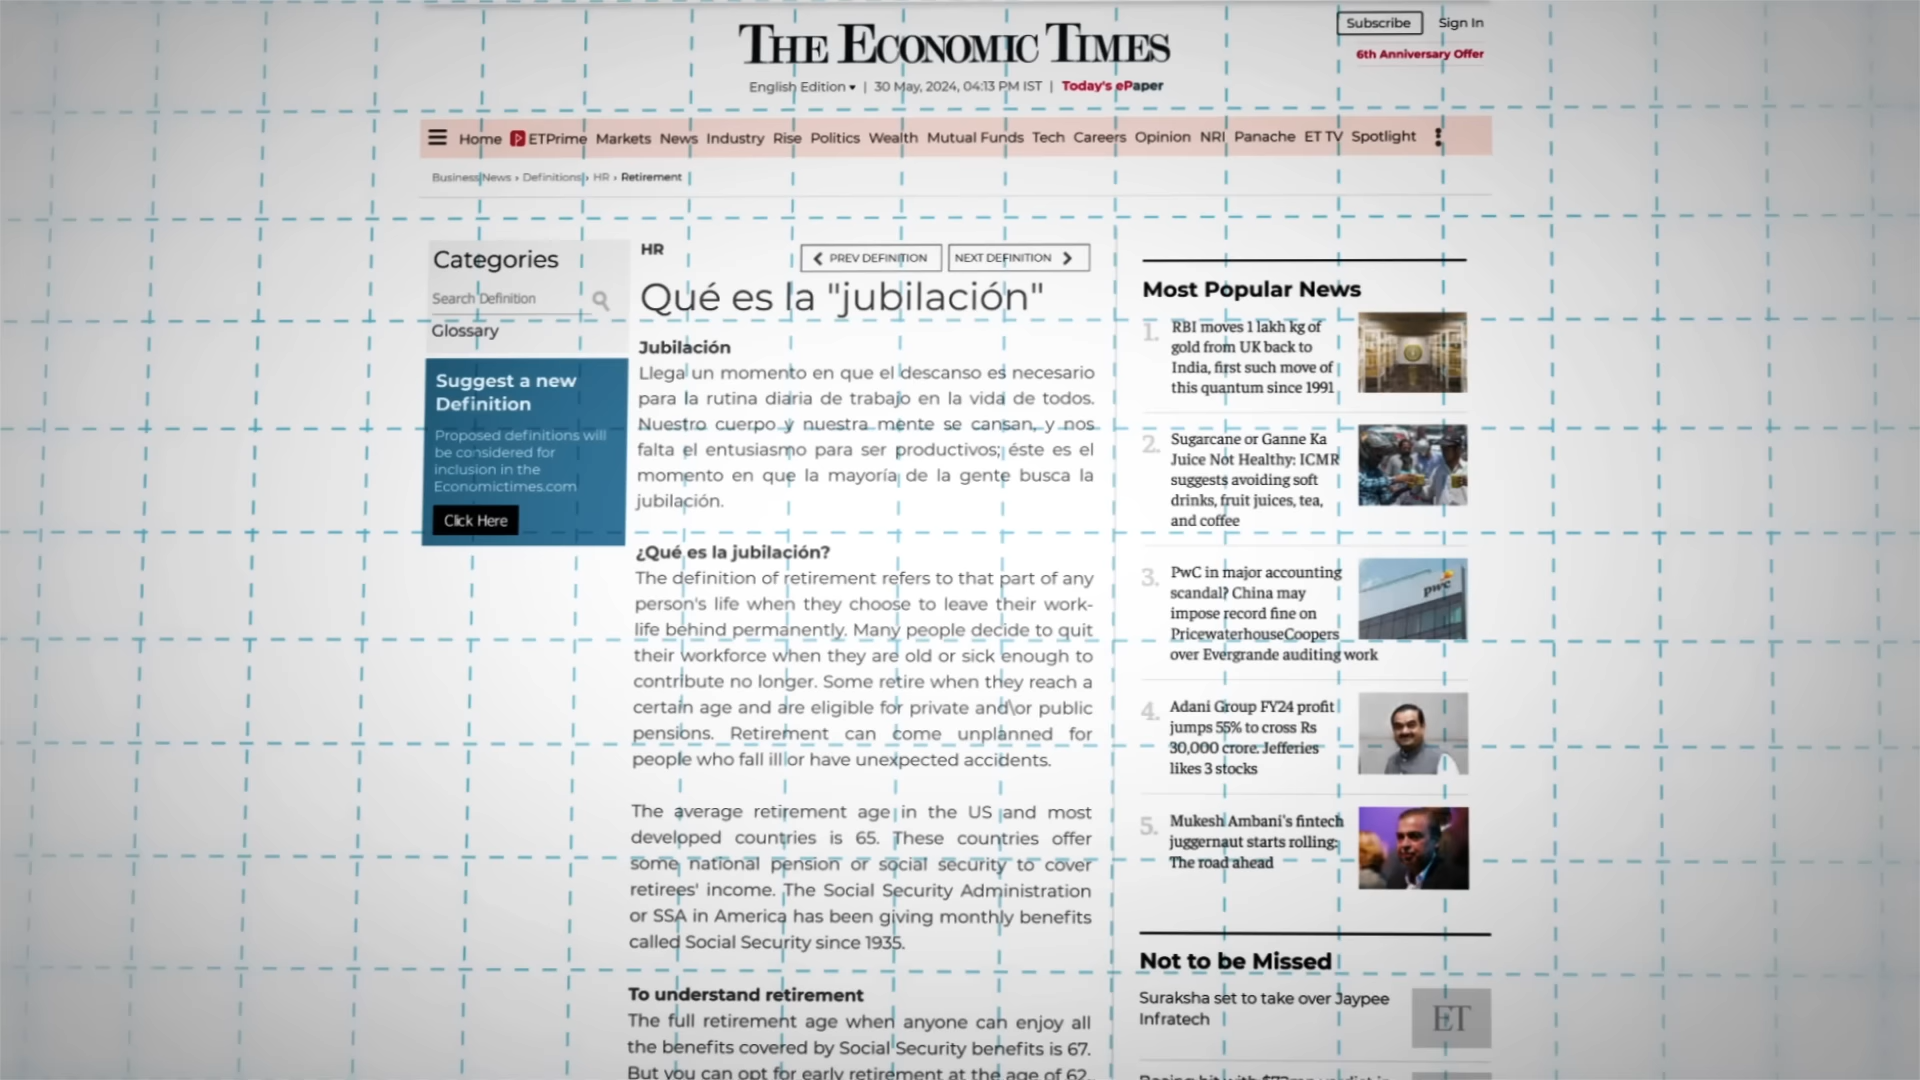 THE ECONOMIC TIMES
Subscribe Sign In
6th Anniversary Offer
English Edition | 30 May, 2024, 04:13 PM IST | Today's ePaper
Home ETPrime Markets News Industry Rise Politics Wealth Mutual Funds Tech Careers Opinion NRI Panache ET TV Spotlight
Business News › Definitions › HR › Retirement
Categories
Search Definition
Glossary
Suggest a new
Definition
Proposed definitions will
be considered for
inclusion in the
Economictimes.com
Click Here
HR
PREV DEFINITION NEXT DEFINITION
Qué es la "jubilación"
Jubilación
Llega un momento en que el descanso es necesario
para la rutina diaria de trabajo en la vida de todos.
Nuestro cuerpo y nuestra mente se cansan, y nos
falta el entusiasmo para ser productivos; éste es el
momento en que la mayoría de la gente busca la
jubilación.
¿Qué es la jubilación?
The definition of retirement refers to that part of any
person's life when they choose to leave their work-
life behind permanently. Many people decide to quit
their workforce when they are old or sick enough to
contribute no longer. Some retire when they reach a
certain age and are eligible for private and\or public
pensions. Retirement can come unplanned for
people who fall ill or have unexpected accidents.
The average retirement age in the US and most
developed countries is 65. These countries offer
some national pension or social security to cover
retirees' income. The Social Security Administration
or SSA in America has been giving monthly benefits
called Social Security since 1935.
To understand retirement
The full retirement age when anyone can enjoy all
the benefits covered by Social Security benefits is 67.
But you can opt for early retirement at the age of 62.
Most Popular News
1. RBI moves 1 lakh kg of
gold from UK back to
India, first such move of
this quantum since 1991
2. Sugarcane or Ganne Ka
Juice Not Healthy: ICMR
suggests avoiding soft
drinks, fruit juices, tea,
and coffee
3. PwC in major accounting
scandal? China may
impose record fine on
PricewaterhouseCoopers
over Evergrande auditing work
pwc
4. Adani Group FY24 profit
jumps 55% to cross Rs
30,000 crore. Jefferies
likes 3 stocks
5. Mukesh Ambani's fintech
juggernaut starts rolling:
The road ahead
Not to be Missed
Suraksha set to take over Jaypee
Infratech
ET